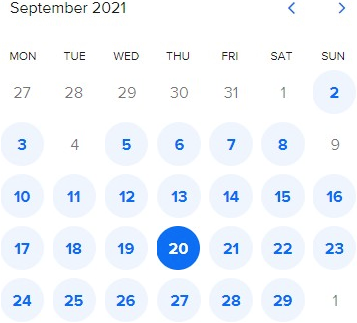 September 2021
MON TUE WED THU FRI SAT SUN
27 28 29 30 31 1 2
3 4 5 6 7 8 9
10 11 12 13 14 15 16
17 18 19 20 21 22 23
24 25 26 27 28 29 1